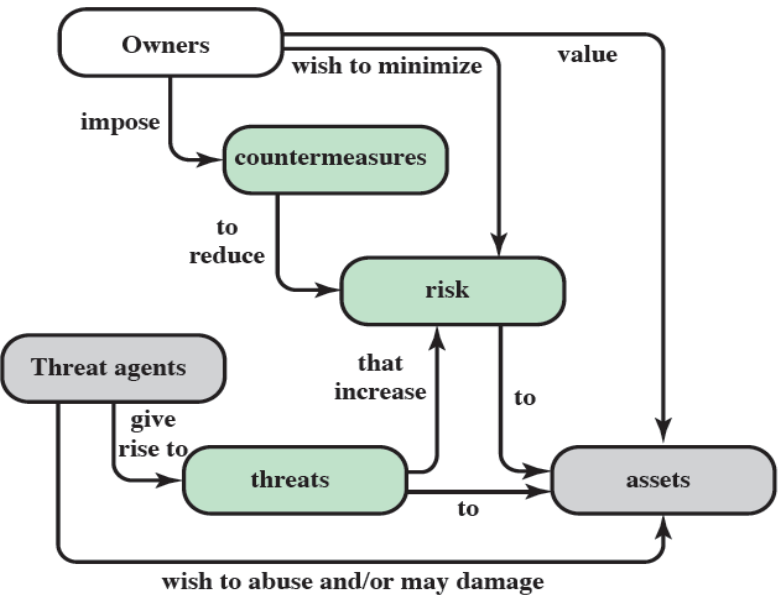 Owners
value
wish to minimize
impose
countermeasures
to
reduce
risk
Threat agents
that
increase
to
give
rise to
threats
assets
to
wish to abuse and/or may damage